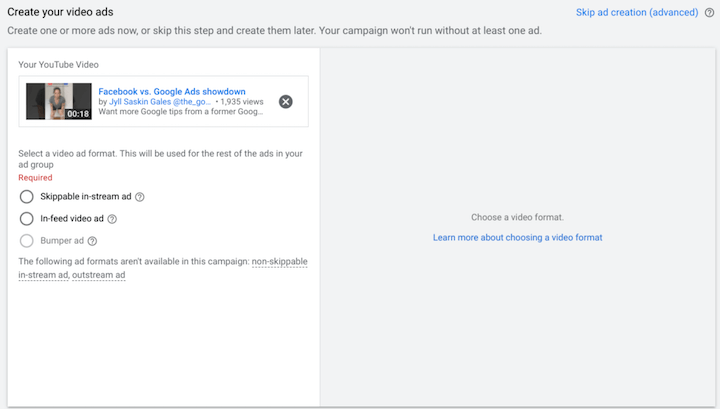 Create your video ads
Skip ad creation (advanced)
Create one or more ads now, or skip this step and create them later. Your campaign won't run without at least one ad.
Your YouTube Video
00:18
Facebook vs. Google Ads showdown
by Jyll Saskin Gales @the_go... • 1,935 views
Want more Google tips from a former Goog...
Select a video ad format. This will be used for the rest of the ads in your
ad group
Required
Skippable in-stream ad
In-feed video ad
Bumper ad
The following ad formats aren't available in this campaign: non-skippable
in-stream ad, outstream ad
Choose a video format.
Learn more about choosing a video format